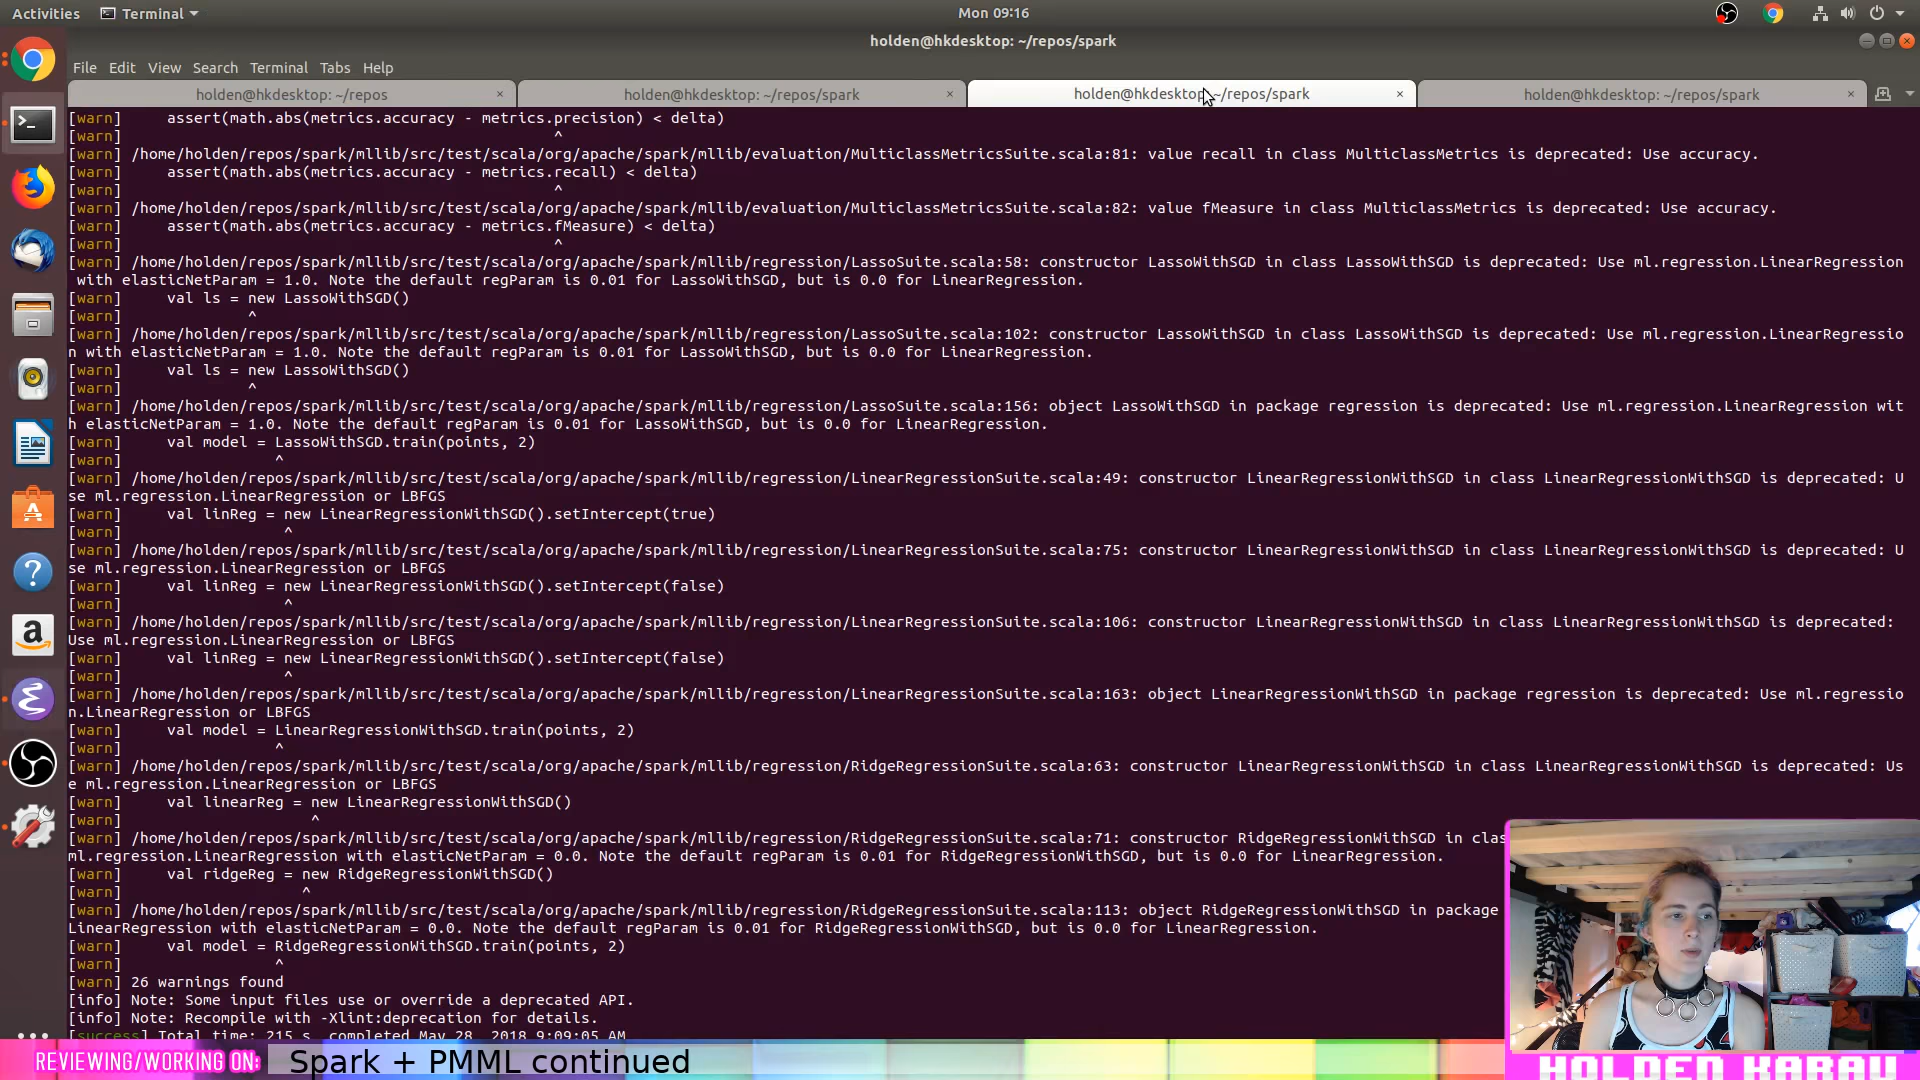 Activities Terminal Mon 09:16
holden@hkdesktop: ~/repos/spark
File Edit View Search Terminal Tabs Help
holden@hkdesktop: ~/repos × holden@hkdesktop: ~/repos/spark × holden@hkdesktop: ~/repos/spark × holden@hkdesktop: ~/repos/spark ×
[warn]     assert(math.abs(metrics.accuracy - metrics.precision) < delta)
[warn]     ^
[warn] /home/holden/repos/spark/mllib/src/test/scala/org/apache/spark/mllib/evaluation/MulticlassMetricsSuite.scala:81: value recall in class MulticlassMetrics is deprecated: Use accuracy.
[warn]     assert(math.abs(metrics.accuracy - metrics.recall) < delta)
[warn]     ^
[warn] /home/holden/repos/spark/mllib/src/test/scala/org/apache/spark/mllib/evaluation/MulticlassMetricsSuite.scala:82: value fMeasure in class MulticlassMetrics is deprecated: Use accuracy.
[warn]     assert(math.abs(metrics.accuracy - metrics.fMeasure) < delta)
[warn]     ^
[warn] /home/holden/repos/spark/mllib/src/test/scala/org/apache/spark/mllib/regression/LassoSuite.scala:58: constructor LassoWithSGD in class LassoWithSGD is deprecated: Use ml.regression.LinearRegression
 with elasticNetParam = 1.0. Note the default regParam is 0.01 for LassoWithSGD, but is 0.0 for LinearRegression.
[warn]     val ls = new LassoWithSGD()
[warn]     ^
[warn] /home/holden/repos/spark/mllib/src/test/scala/org/apache/spark/mllib/regression/LassoSuite.scala:102: constructor LassoWithSGD in class LassoWithSGD is deprecated: Use ml.regression.LinearRegressio
n with elasticNetParam = 1.0. Note the default regParam is 0.01 for LassoWithSGD, but is 0.0 for LinearRegression.
[warn]     val ls = new LassoWithSGD()
[warn]     ^
[warn] /home/holden/repos/spark/mllib/src/test/scala/org/apache/spark/mllib/regression/LassoSuite.scala:156: object LassoWithSGD in package regression is deprecated: Use ml.regression.LinearRegression wit
h elasticNetParam = 1.0. Note the default regParam is 0.01 for LassoWithSGD, but is 0.0 for LinearRegression.
[warn]     val model = LassoWithSGD.train(points, 2)
[warn]     ^
[warn] /home/holden/repos/spark/mllib/src/test/scala/org/apache/spark/mllib/regression/LinearRegressionSuite.scala:49: constructor LinearRegressionWithSGD in class LinearRegressionWithSGD is deprecated: U
se ml.regression.LinearRegression or LBFGS
[warn]     val linReg = new LinearRegressionWithSGD().setIntercept(true)
[warn]     ^
[warn] /home/holden/repos/spark/mllib/src/test/scala/org/apache/spark/mllib/regression/LinearRegressionSuite.scala:75: constructor LinearRegressionWithSGD in class LinearRegressionWithSGD is deprecated: U
se ml.regression.LinearRegression or LBFGS
[warn]     val linReg = new LinearRegressionWithSGD().setIntercept(false)
[warn]     ^
[warn] /home/holden/repos/spark/mllib/src/test/scala/org/apache/spark/mllib/regression/LinearRegressionSuite.scala:106: constructor LinearRegressionWithSGD in class LinearRegressionWithSGD is deprecated:
Use ml.regression.LinearRegression or LBFGS
[warn]     val linReg = new LinearRegressionWithSGD().setIntercept(false)
[warn]     ^
[warn] /home/holden/repos/spark/mllib/src/test/scala/org/apache/spark/mllib/regression/LinearRegressionSuite.scala:163: object LinearRegressionWithSGD in package regression is deprecated: Use ml.regressio
n.LinearRegression or LBFGS
[warn]     val model = LinearRegressionWithSGD.train(points, 2)
[warn]     ^
[warn] /home/holden/repos/spark/mllib/src/test/scala/org/apache/spark/mllib/regression/RidgeRegressionSuite.scala:63: constructor LinearRegressionWithSGD in class LinearRegressionWithSGD is deprecated: Us
e ml.regression.LinearRegression or LBFGS
[warn]     val linearReg = new LinearRegressionWithSGD()
[warn]     ^
[warn] /home/holden/repos/spark/mllib/src/test/scala/org/apache/spark/mllib/regression/RidgeRegressionSuite.scala:71: constructor RidgeRegressionWithSGD in clas
ml.regression.LinearRegression with elasticNetParam = 0.0. Note the default regParam is 0.01 for RidgeRegressionWithSGD, but is 0.0 for LinearRegression.
[warn]     val ridgeReg = new RidgeRegressionWithSGD()
[warn]     ^
[warn] /home/holden/repos/spark/mllib/src/test/scala/org/apache/spark/mllib/regression/RidgeRegressionSuite.scala:113: object RidgeRegressionWithSGD in package
LinearRegression with elasticNetParam = 0.0. Note the default regParam is 0.01 for RidgeRegressionWithSGD, but is 0.0 for LinearRegression.
[warn]     val model = RidgeRegressionWithSGD.train(points, 2)
[warn]     ^
[warn] 26 warnings found
[info] Note: Some input files use or override a deprecated API.
[info] Note: Recompile with -Xlint:deprecation for details.
[success] Total time: 215 s, completed May 28, 2018 9:09:05 AM
REVIEWING/WORKING ON: Spark + PMML continued
HOLDEN KARAU